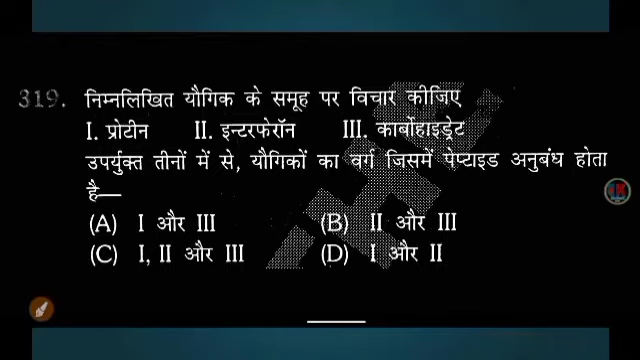 319. निम्नलिखित यौगिक के समूह पर विचार कीजिए
I. प्रोटीन II. इन्टरफेरॉन III. कार्बोहाइड्रेट
उपर्युक्त तीनों में से, यौगिकों का वर्ग जिसमें पेप्टाइड अनुबंध होता
है—
(A) I और III (B) II और III
(C) I, II और III (D) I और II